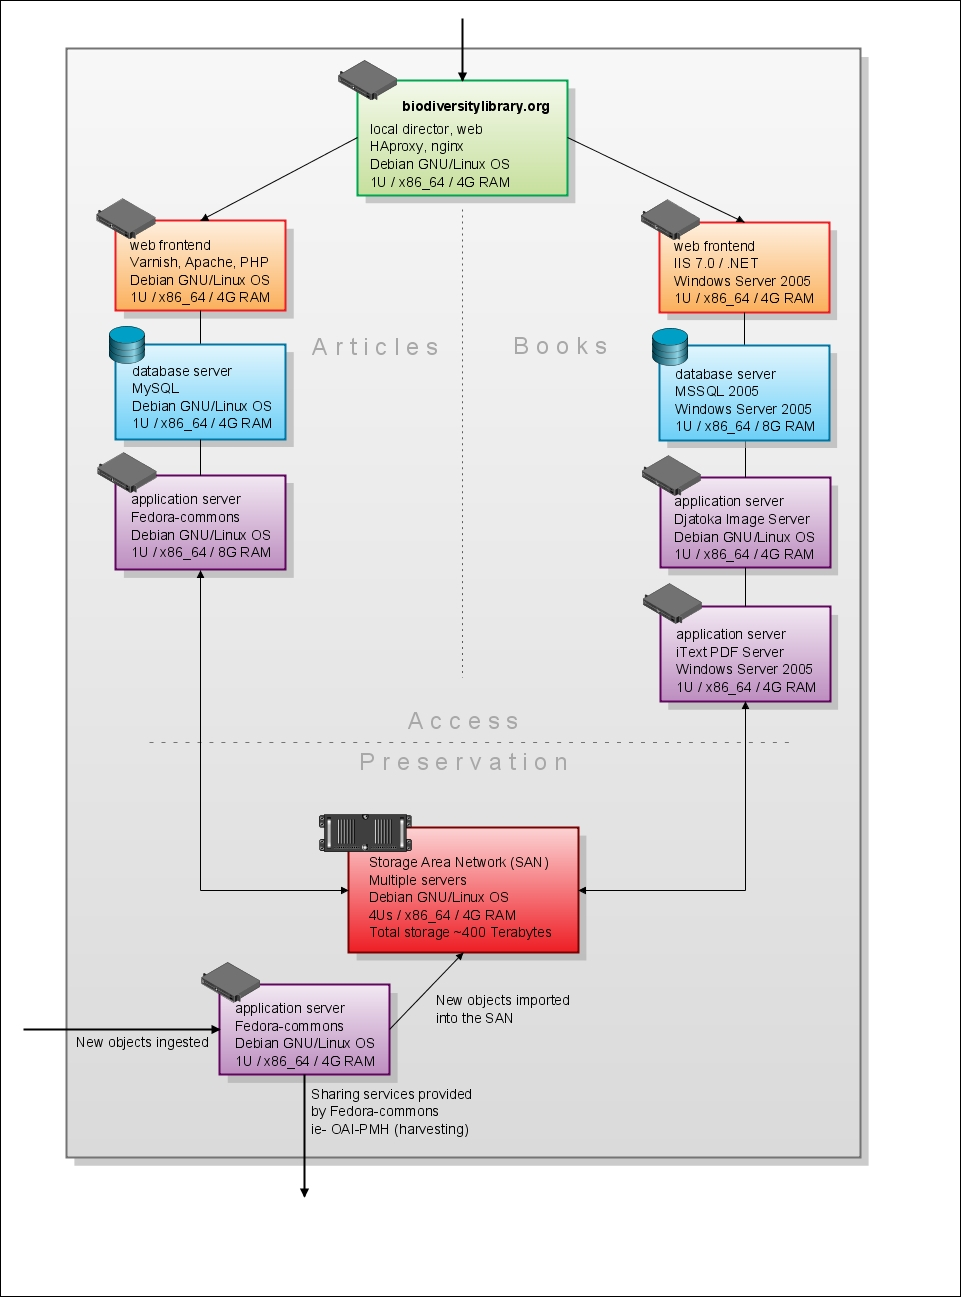 biodiversitylibrary.org
local director, web
HAproxy, nginx
Debian GNU/Linux OS
1U / x86_64 / 4G RAM
web frontend
Varnish, Apache, PHP
Debian GNU/Linux OS
1U / x86_64 / 4G RAM
web frontend
IIS 7.0 / .NET
Windows Server 2005
1U / x86_64 / 4G RAM
Articles
Books
database server
MySQL
Debian GNU/Linux OS
1U / x86_64 / 4G RAM
database server
MSSQL 2005
Windows Server 2005
1U / x86_64 / 8G RAM
application server
Fedora-commons
Debian GNU/Linux OS
1U / x86_64 / 8G RAM
application server
Djatoka Image Server
Debian GNU/Linux OS
1U / x86_64 / 4G RAM
application server
iText PDF Server
Windows Server 2005
1U / x86_64 / 4G RAM
Access
Preservation
Storage Area Network (SAN)
Multiple servers
Debian GNU/Linux OS
4Us / x86_64 / 4G RAM
Total storage ~400 Terabytes
application server
Fedora-commons
Debian GNU/Linux OS
1U / x86_64 / 4G RAM
New objects imported
into the SAN
New objects ingested
Sharing services provided
by Fedora-commons
ie- OAI-PMH (harvesting)